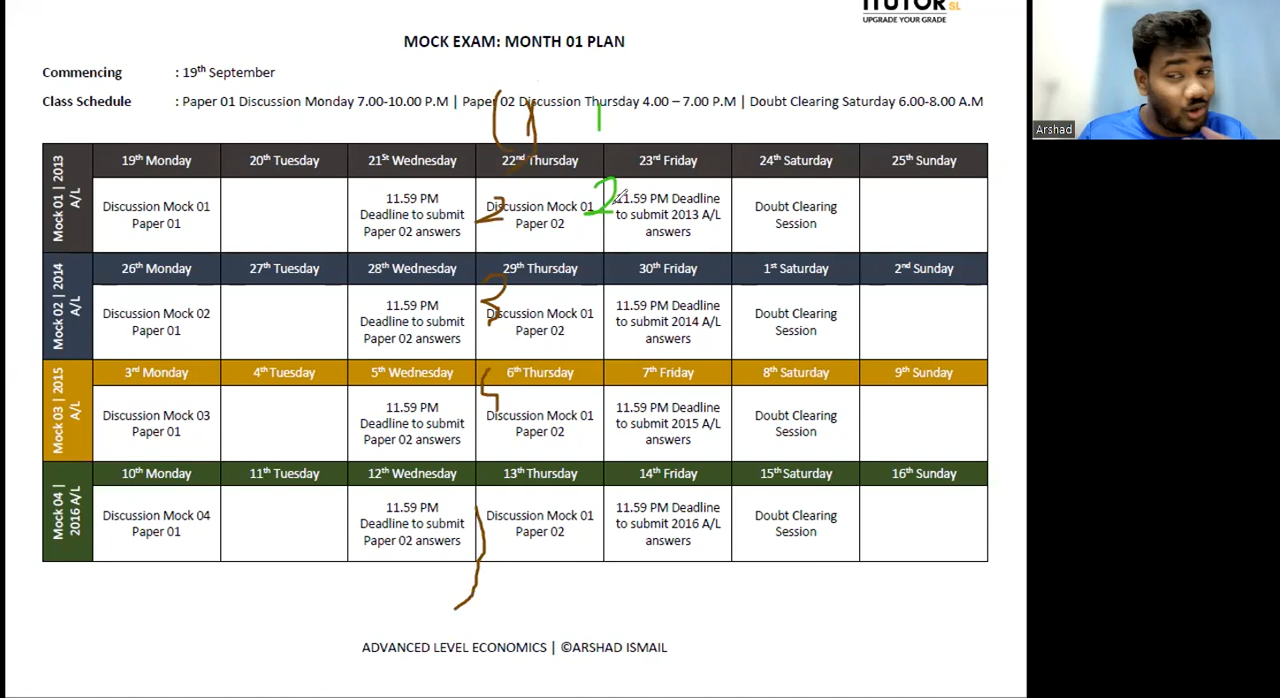 ITUTOR SL
UPGRADE YOUR GRADE
MOCK EXAM: MONTH 01 PLAN
Commencing : 19th September
Class Schedule : Paper 01 Discussion Monday 7.00-10.00 P.M | Paper 02 Discussion Thursday 4.00 – 7.00 P.M | Doubt Clearing Saturday 6.00-8.00 A.M
Arshad
( 1
1
Mock 01 | 2013
A/L
19th Monday 20th Tuesday 21St Wednesday 22nd Thursday 23rd Friday 24th Saturday 25th Sunday
Discussion Mock 01
Paper 01
11.59 PM
Deadline to submit
Paper 02 answers
2
Discussion Mock 01
Paper 02
2
11.59 PM Deadline
to submit 2013 A/L
answers
Doubt Clearing
Session
Mock 02 | 2014
A/L
26th Monday 27th Tuesday 28th Wednesday 29th Thursday 30th Friday 1st Saturday 2nd Sunday
Discussion Mock 02
Paper 01
11.59 PM
Deadline to submit
Paper 02 answers
3
Discussion Mock 01
Paper 02
11.59 PM Deadline
to submit 2014 A/L
answers
Doubt Clearing
Session
Mock 03 | 2015
A/L
3rd Monday 4th Tuesday 5th Wednesday 6th Thursday 7th Friday 8th Saturday 9th Sunday
Discussion Mock 03
Paper 01
11.59 PM
Deadline to submit
Paper 02 answers
4
Discussion Mock 01
Paper 02
11.59 PM Deadline
to submit 2015 A/L
answers
Doubt Clearing
Session
Mock 04 |
2016 A/L
10th Monday 11th Tuesday 12th Wednesday 13th Thursday 14th Friday 15th Saturday 16th Sunday
Discussion Mock 04
Paper 01
11.59 PM
Deadline to submit
Paper 02 answers
)
Discussion Mock 01
Paper 02
11.59 PM Deadline
to submit 2016 A/L
answers
Doubt Clearing
Session
ADVANCED LEVEL ECONOMICS | ©ARSHAD ISMAIL